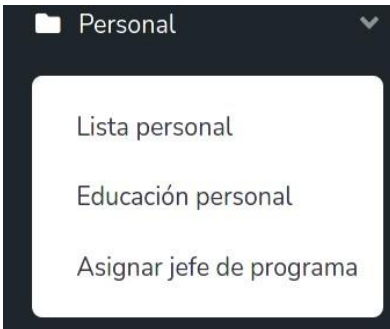 Personal
Lista personal
Educación personal
Asignar jefe de programa